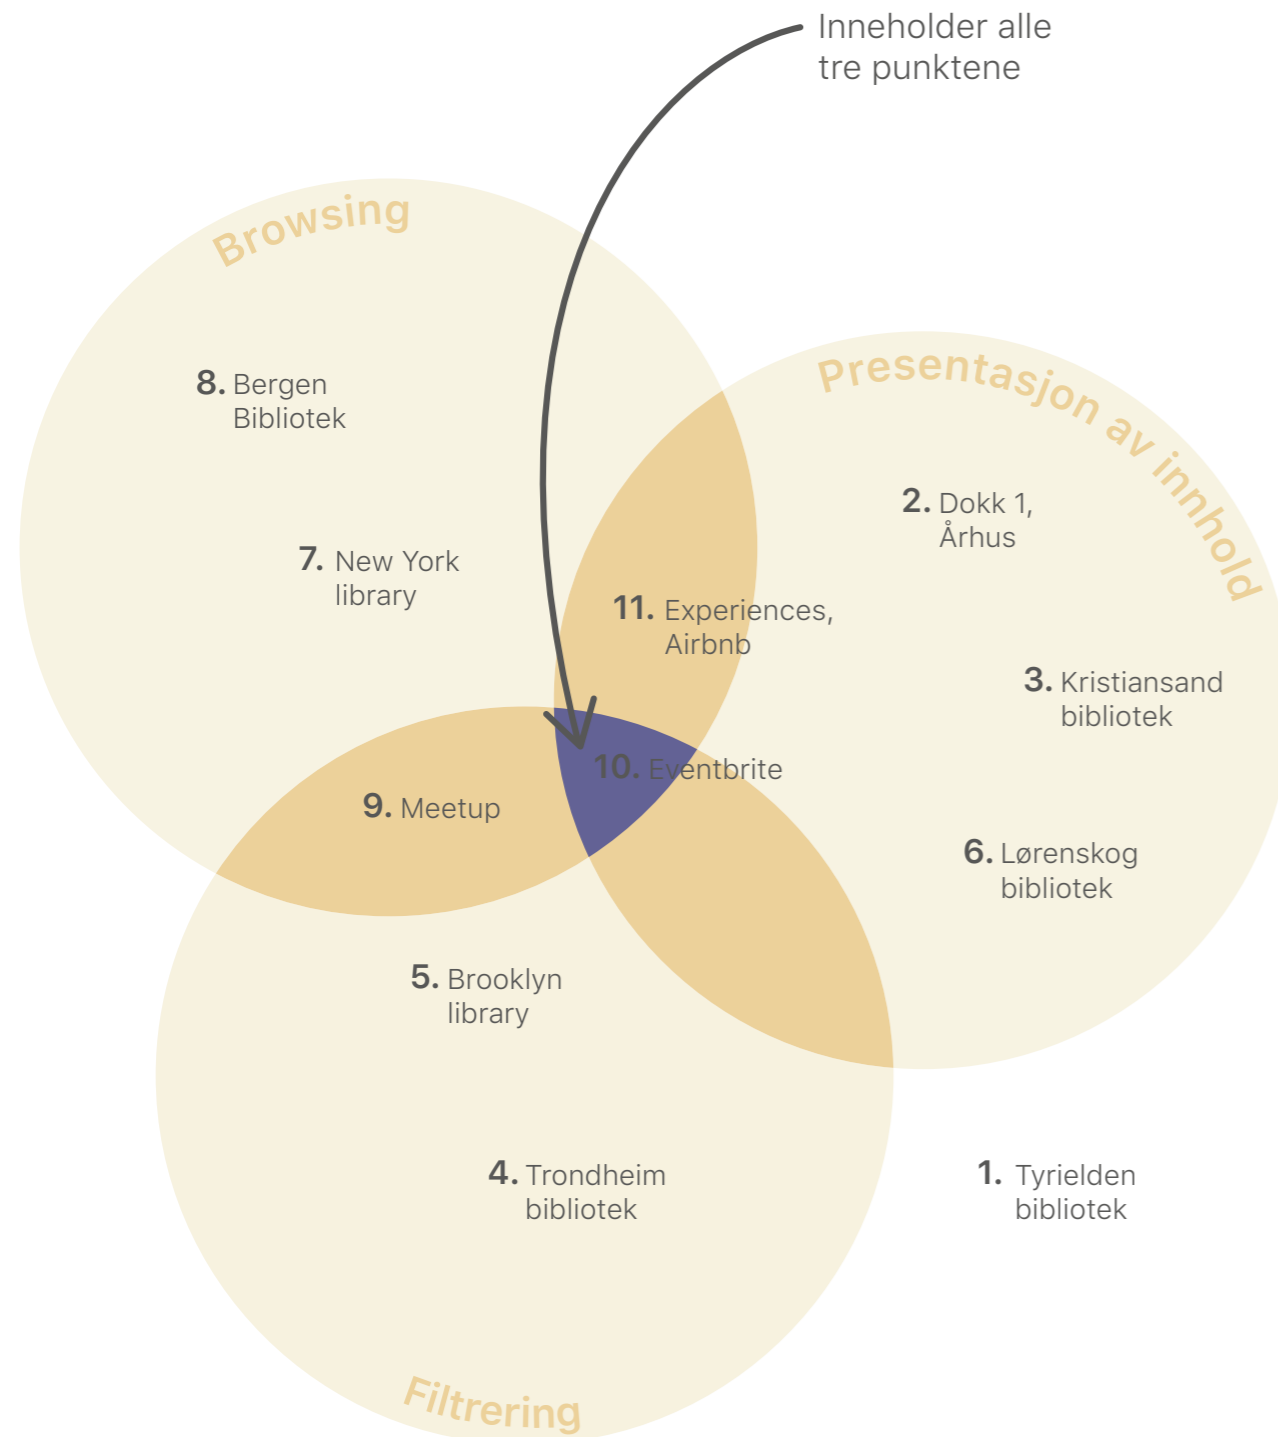 Inneholder alle
tre punktene
Browsing
Presentasjon av innhold
8. Bergen
Bibliotek
2. Dokk 1,
Århus
7. New York
library
11. Experiences,
Airbnb
3. Kristiansand
bibliotek
10. Eventbrite
9. Meetup
6. Lørenskog
bibliotek
5. Brooklyn
library
4. Trondheim
bibliotek
1. Tyrielden
bibliotek
Filtrering